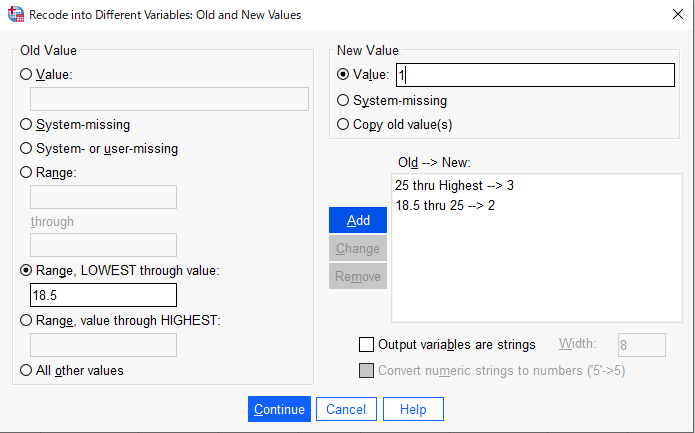 Recode into Different Variables: Old and New Values
Old Value
Value:
System-missing
System- or user-missing
Range:
through
Range, LOWEST through value:
18.5
Range, value through HIGHEST:
All other values
New Value
Value: 1
System-missing
Copy old value(s)
Old --> New:
25 thru Highest --> 3
18.5 thru 25 --> 2
Add
Change
Remove
Output variables are strings Width: 8
Convert numeric strings to numbers ('5'->5)
Continue Cancel Help